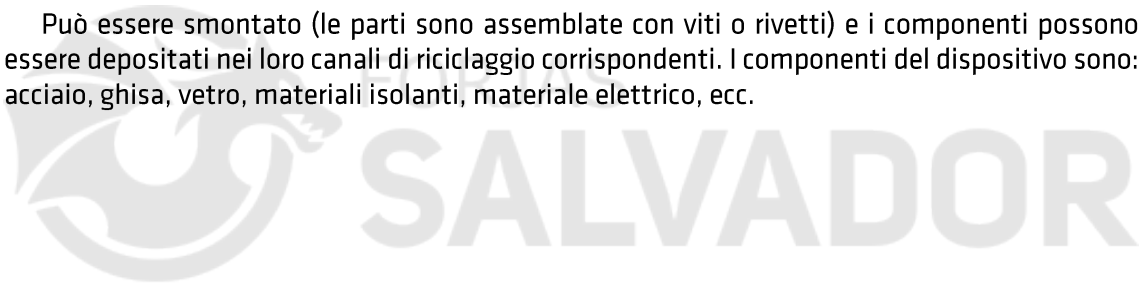 Può essere smontato (le parti sono assemblate con viti o rivetti) e i componenti possono
essere depositati nei loro canali di riciclaggio corrispondenti. I componenti del dispositivo sono:
acciaio, ghisa, vetro, materiali isolanti, materiale elettrico, ecc.
FORJAS
SALVADOR